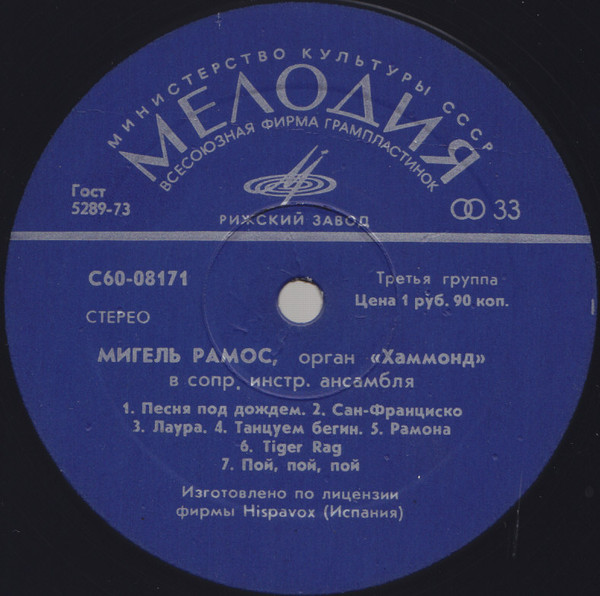 МИНИСТЕРСТВО КУЛЬТУРЫ СССР
МЕЛОДИЯ
ВСЕСОЮЗНАЯ ФИРМА ГРАМПЛАСТИНОК
Гост
5289-73
33
РИЖСКИЙ ЗАВОД
С60-08171
Третья группа
Цена 1 руб. 90 коп.
СТЕРЕО
МИГЕЛЬ РАМОС, орган «Хаммонд»
в сопр. инстр. ансамбля
1. Песня под дождем. 2. Сан-Франциско
3. Лаура. 4. Танцуем бегин. 5. Рамона
6. Tiger Rag
7. Пой, пой, пой
Изготовлено по лицензии
фирмы Hispavox (Испания)